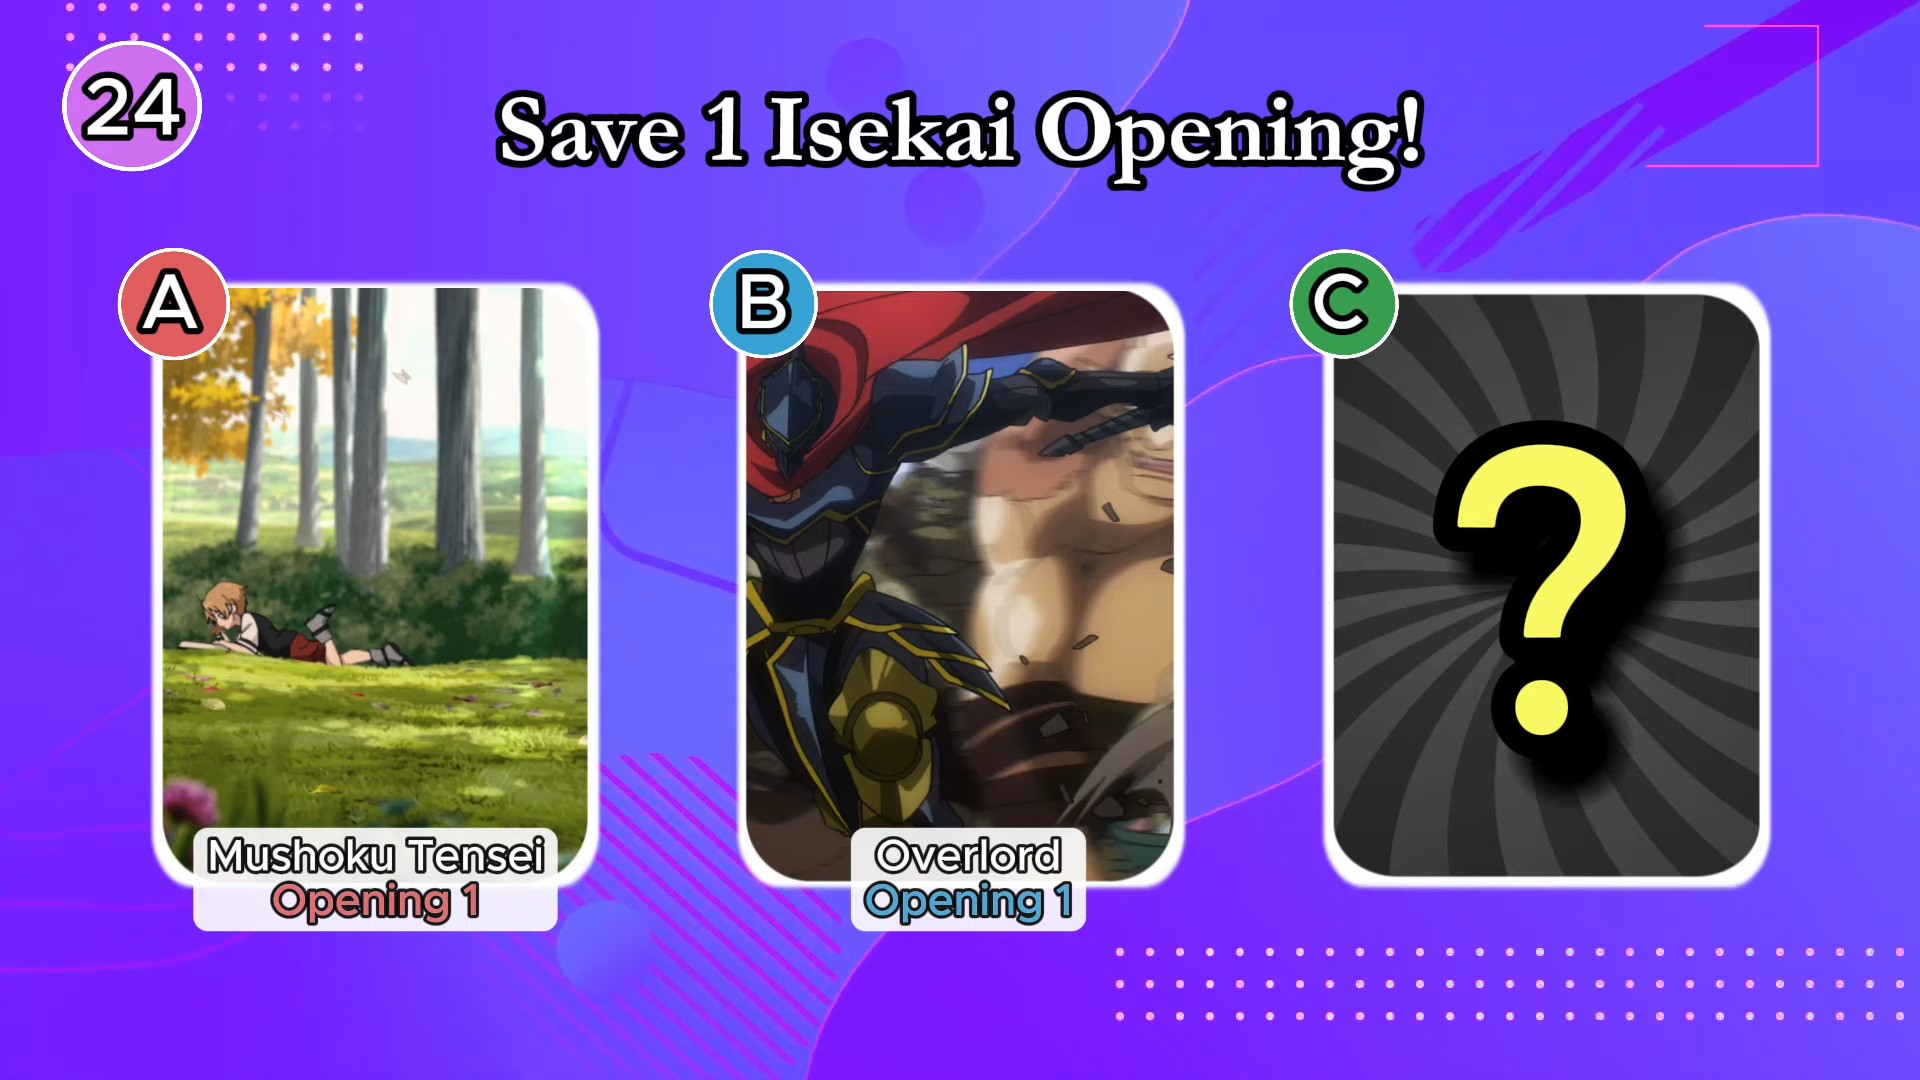 24
Save 1 Isekai Opening!
A
B
C
?
Mushoku Tensei
Opening 1
Overlord
Opening 1